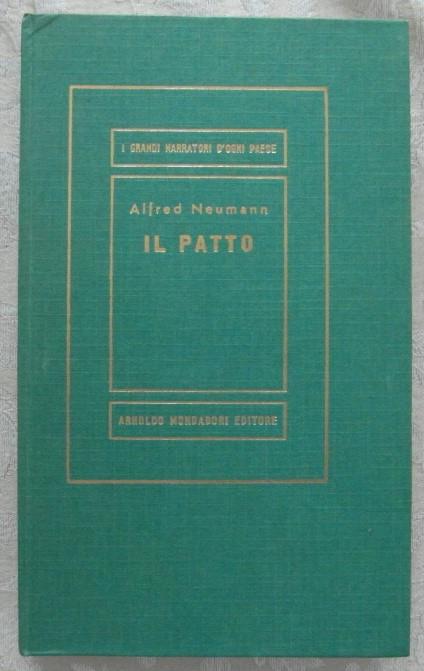 I GRANDI NARRATORI D'OGNI PAESE
Alfred Neumann
IL PATTO
ARNOLDO MONDADORI EDITORE